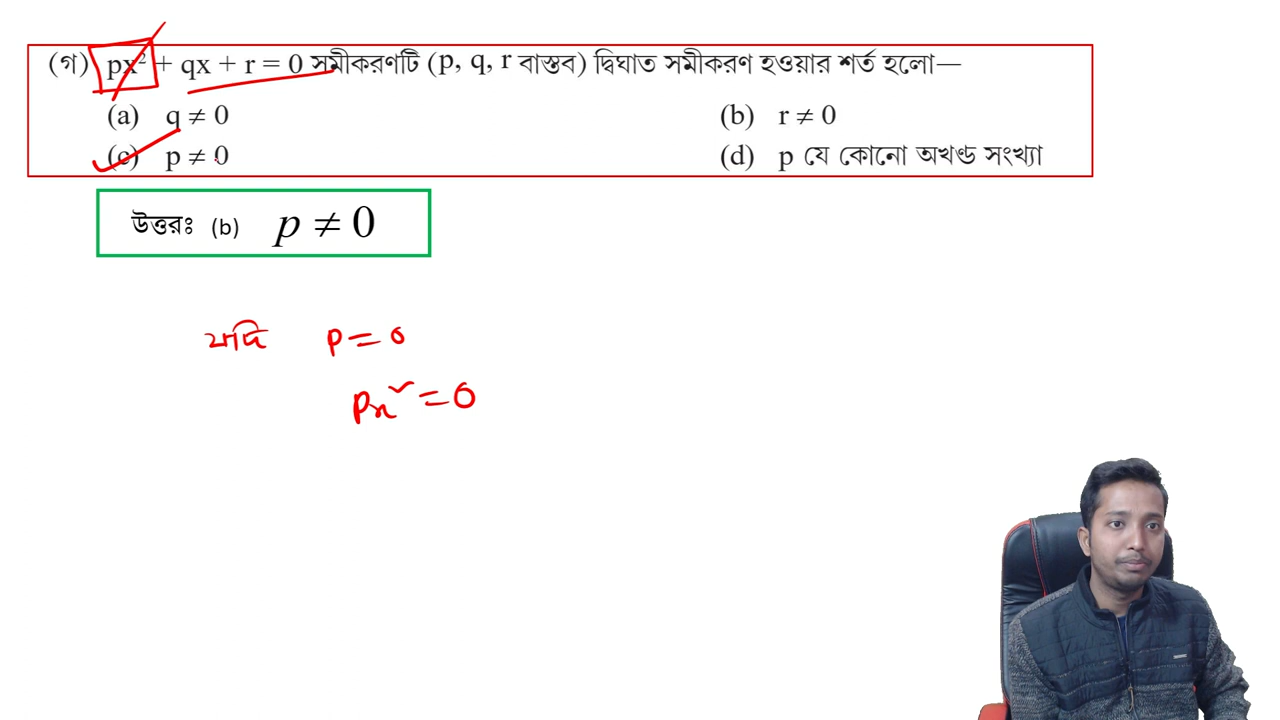 (গ) px² + qx + r = 0 সমীকরণটি (p, q, r বাস্তব) দ্বিঘাত সমীকরণ হওয়ার শর্ত হলো—
(a) q ≠ 0 (b) r ≠ 0
(c) p ≠ 0 (d) p যে কোনো অখণ্ড সংখ্যা
উত্তরঃ (b) p ≠ 0
যদি p = 0
px² = 0